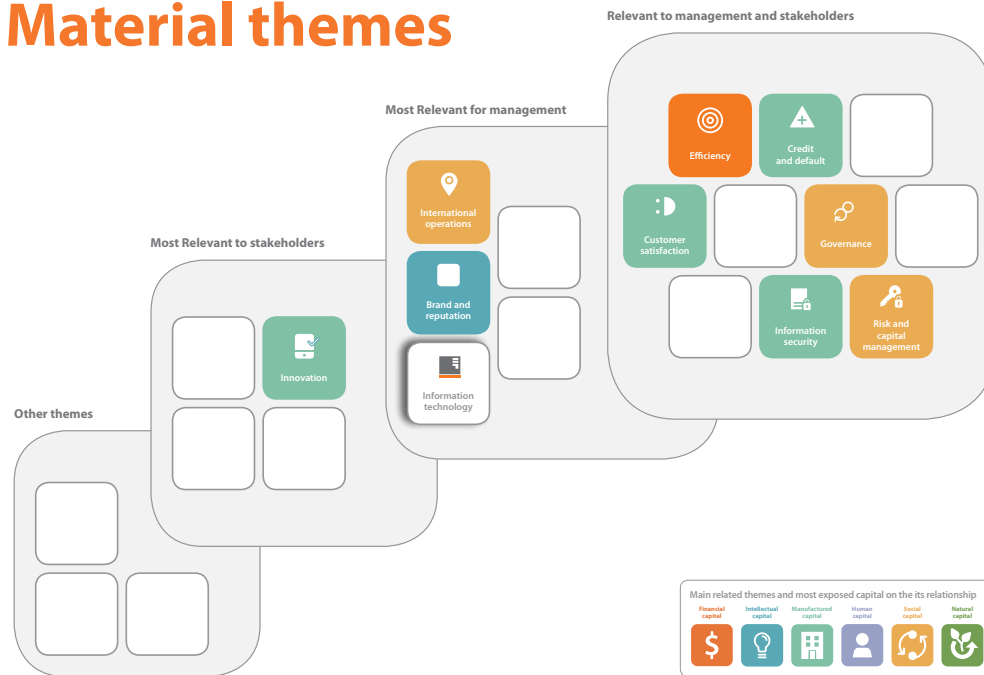 Material themes
Relevant to management and stakeholders
Efficiency
Credit
and default
Customer
satisfaction
Governance
Information
security
Risk and
capital
management
Most Relevant for management
International
operations
Brand and
reputation
Information
technology
Most Relevant to stakeholders
Innovation
Other themes
Main related themes and most exposed capital on the its relationship
Financial
capital
Intellectual
capital
Manufactured
capital
Human
capital
Social
capital
Natural
capital
$